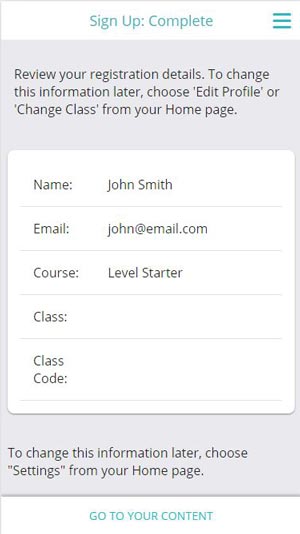 Sign Up: Complete
Review your registration details. To change
this information later, choose 'Edit Profile' or
'Change Class' from your Home page.
Name: John Smith
Email: john@email.com
Course: Level Starter
Class:
Class
Code:
To change this information later, choose
"Settings" from your Home page.
GO TO YOUR CONTENT